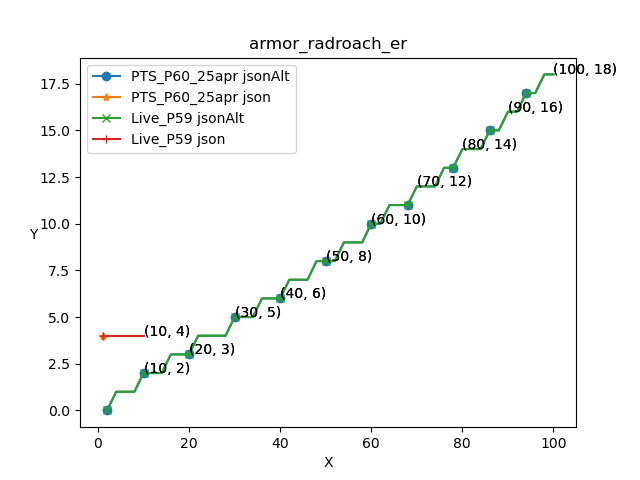 armor_radroach_er
PTS_P60_25apr jsonAlt
PTS_P60_25apr json
Live_P59 jsonAlt
Live_P59 json
(100, 18)
(90, 16)
(80, 14)
(70, 12)
(60, 10)
(50, 8)
(40, 6)
(30, 5)
(10, 4)
(20, 3)
(10, 2)
17.5
15.0
12.5
10.0
7.5
5.0
2.5
0.0
Y
0 20 40 60 80 100
X